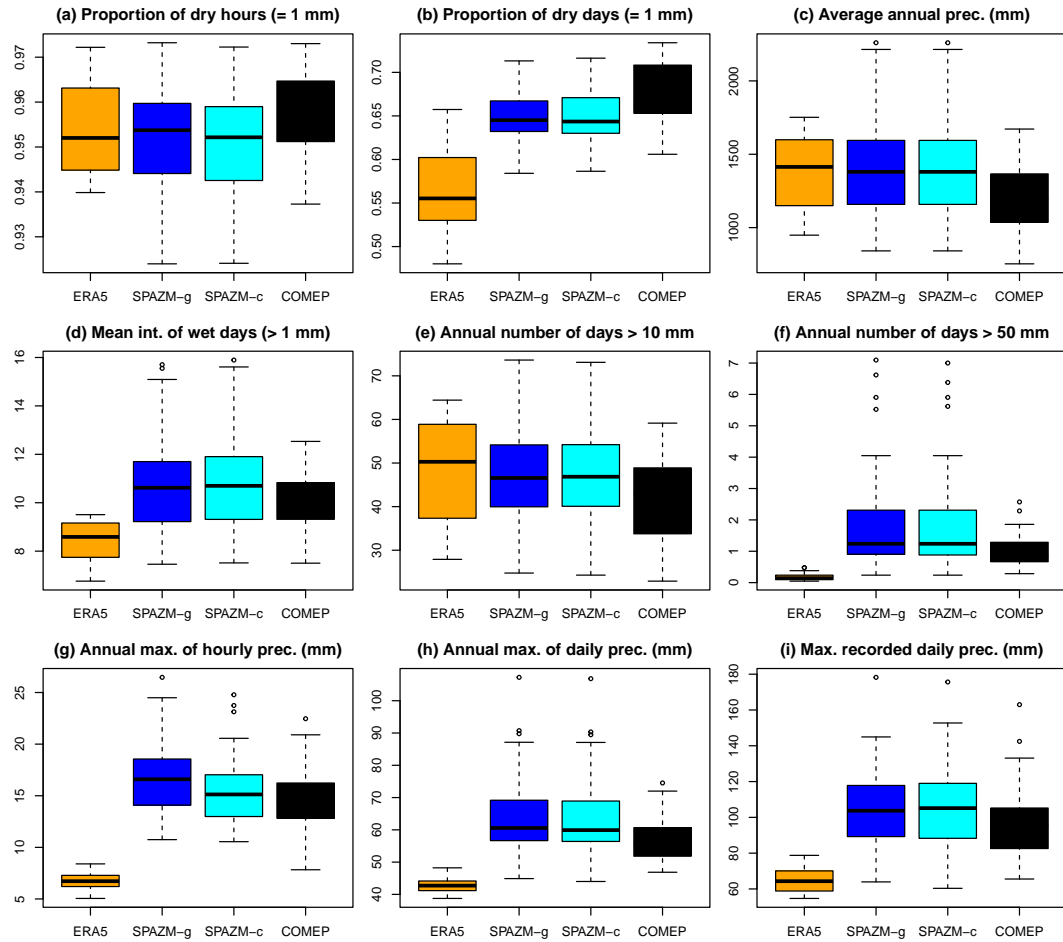 (a) Proportion of dry hours (= 1 mm)
0.97
0.96
0.95
0.94
0.93
ERA5 SPAZM−g SPAZM−c COMEP
(b) Proportion of dry days (= 1 mm)
0.70
0.65
0.60
0.55
0.50
ERA5 SPAZM−g SPAZM−c COMEP
(c) Average annual prec. (mm)
2000
1500
1000
ERA5 SPAZM−g SPAZM−c COMEP
(d) Mean int. of wet days (> 1 mm)
16
14
12
10
8
ERA5 SPAZM−g SPAZM−c COMEP
(e) Annual number of days > 10 mm
70
60
50
40
30
ERA5 SPAZM−g SPAZM−c COMEP
(f) Annual number of days > 50 mm
7
6
5
4
3
2
1
0
ERA5 SPAZM−g SPAZM−c COMEP
(g) Annual max. of hourly prec. (mm)
25
20
15
10
5
ERA5 SPAZM−g SPAZM−c COMEP
(h) Annual max. of daily prec. (mm)
100
90
80
70
60
50
40
ERA5 SPAZM−g SPAZM−c COMEP
(i) Max. recorded daily prec. (mm)
180
160
140
120
100
80
60
ERA5 SPAZM−g SPAZM−c COMEP